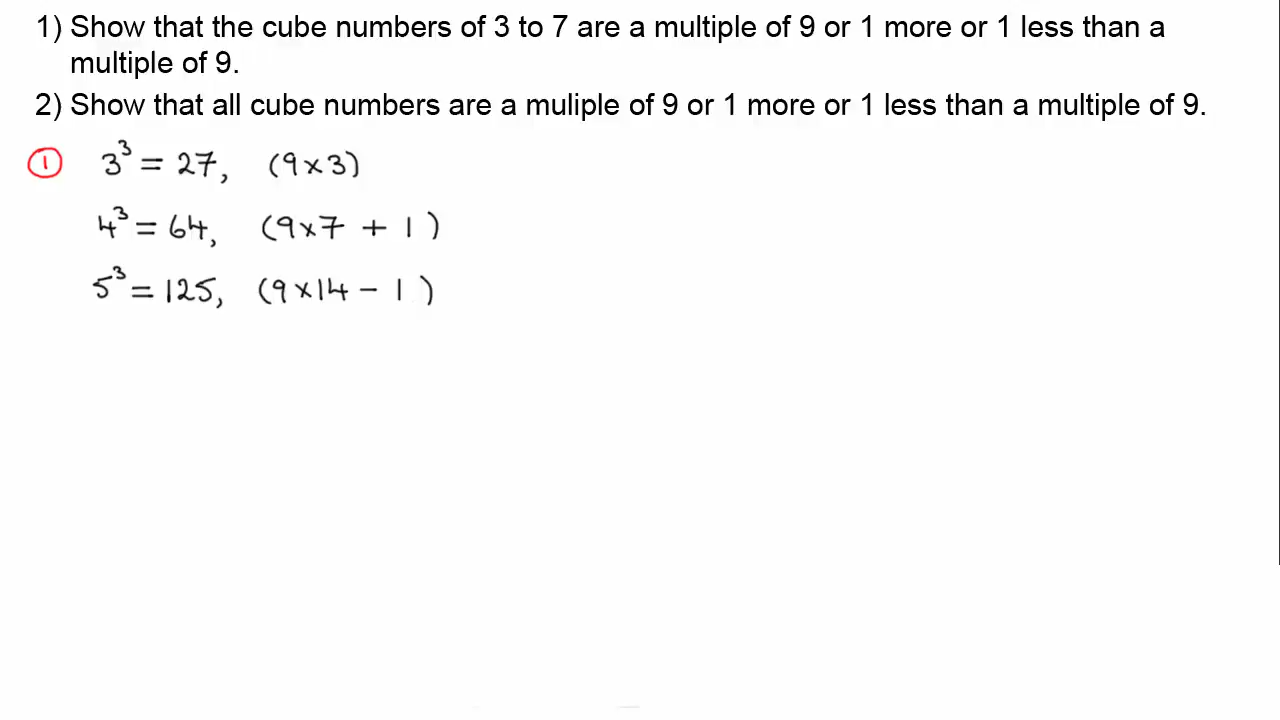 1) Show that the cube numbers of 3 to 7 are a multiple of 9 or 1 more or 1 less than a
multiple of 9.
2) Show that all cube numbers are a muliple of 9 or 1 more or 1 less than a multiple of 9.
① 3³ = 27, (9×3)
4³ = 64, (9×7 + 1)
5³ = 125, (9×14 − 1)